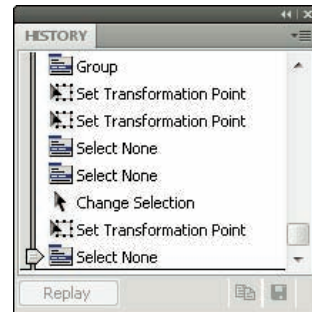 HISTORY
Group
Set Transformation Point
Set Transformation Point
Select None
Select None
Change Selection
Set Transformation Point
Select None
Replay